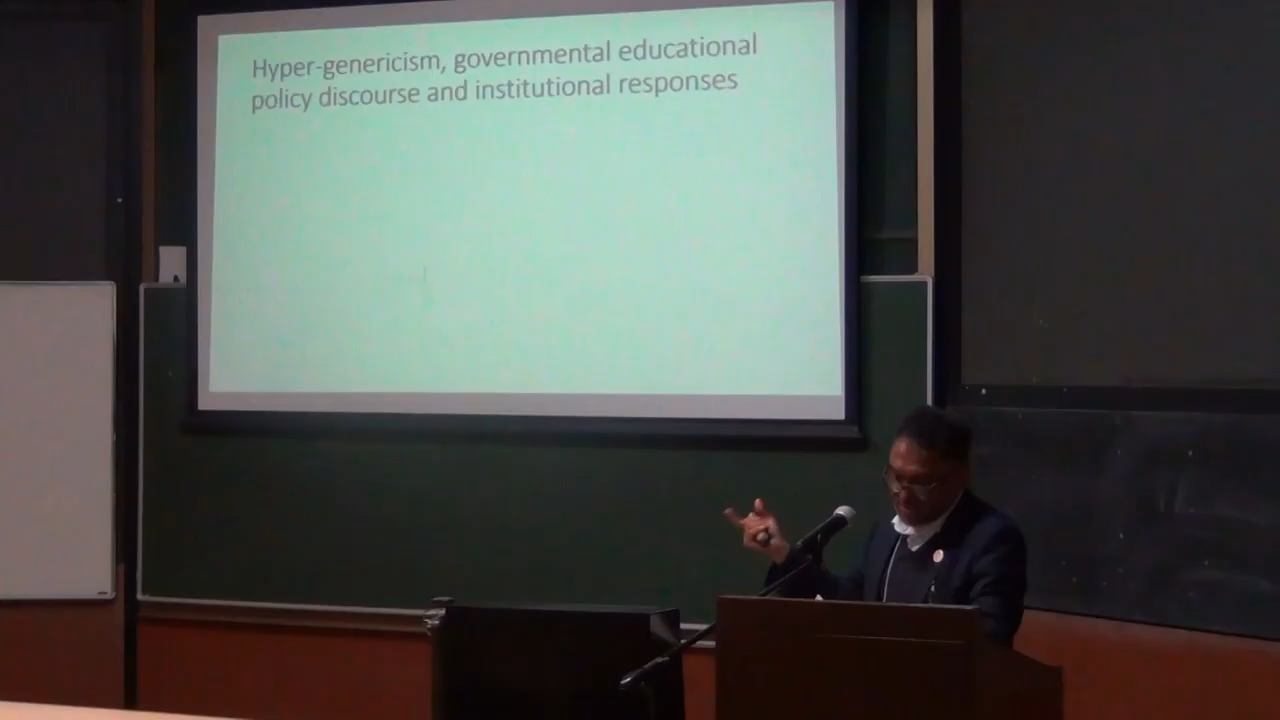 Hyper-genericism, governmental educational
policy discourse and institutional responses